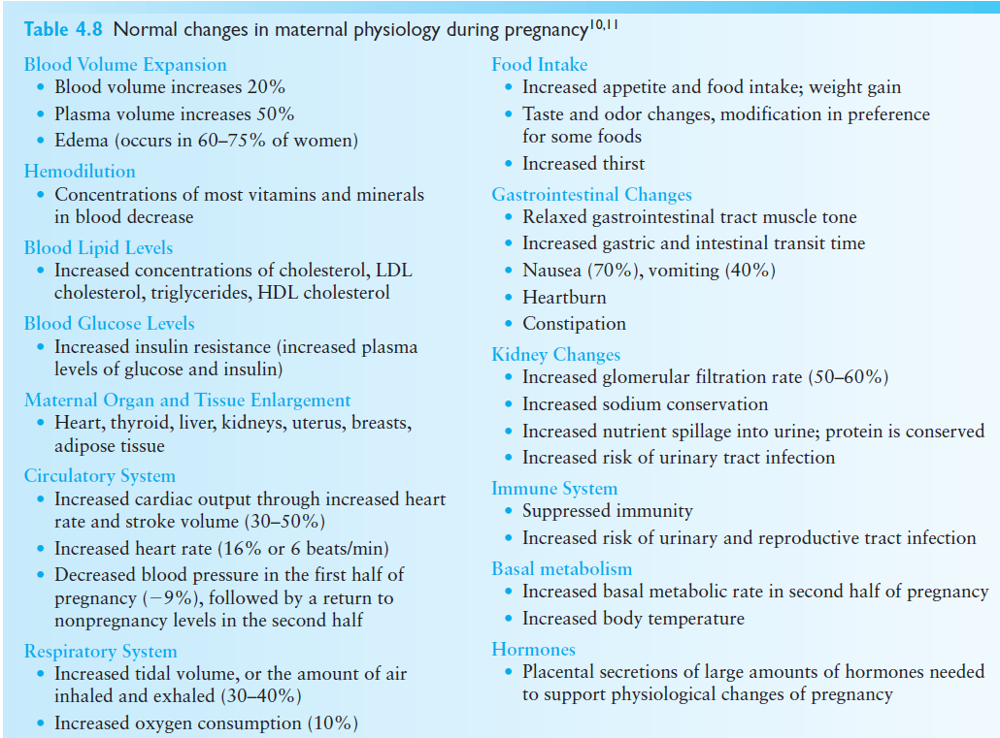 Table 4.8 Normal changes in maternal physiology during pregnancy10,11
Blood Volume Expansion
• Blood volume increases 20%
• Plasma volume increases 50%
• Edema (occurs in 60–75% of women)
Hemodilution
• Concentrations of most vitamins and minerals
in blood decrease
Blood Lipid Levels
• Increased concentrations of cholesterol, LDL
cholesterol, triglycerides, HDL cholesterol
Blood Glucose Levels
• Increased insulin resistance (increased plasma
levels of glucose and insulin)
Maternal Organ and Tissue Enlargement
• Heart, thyroid, liver, kidneys, uterus, breasts,
adipose tissue
Circulatory System
• Increased cardiac output through increased heart
rate and stroke volume (30–50%)
• Increased heart rate (16% or 6 beats/min)
• Decreased blood pressure in the first half of
pregnancy (−9%), followed by a return to
nonpregnancy levels in the second half
Respiratory System
• Increased tidal volume, or the amount of air
inhaled and exhaled (30–40%)
• Increased oxygen consumption (10%)
Food Intake
• Increased appetite and food intake; weight gain
• Taste and odor changes, modification in preference
for some foods
• Increased thirst
Gastrointestinal Changes
• Relaxed gastrointestinal tract muscle tone
• Increased gastric and intestinal transit time
• Nausea (70%), vomiting (40%)
• Heartburn
• Constipation
Kidney Changes
• Increased glomerular filtration rate (50–60%)
• Increased sodium conservation
• Increased nutrient spillage into urine; protein is conserved
• Increased risk of urinary tract infection
Immune System
• Suppressed immunity
• Increased risk of urinary and reproductive tract infection
Basal metabolism
• Increased basal metabolic rate in second half of pregnancy
• Increased body temperature
Hormones
• Placental secretions of large amounts of hormones needed
to support physiological changes of pregnancy